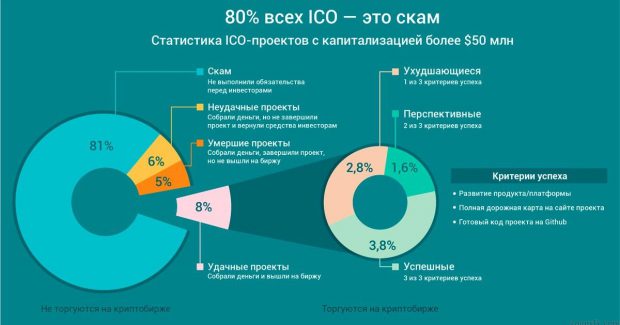 80% всех ICO — это скам
Статистика ICO-проектов с капитализацией более $50 млн
Скам
Не выполнили обязательства
перед инвесторами
Неудачные проекты
Собрали деньги, но не завершили
проект и вернули средства инвесторам
Умершие проекты
Собрали деньги, завершили проект,
но не вышли на биржу
Удачные проекты
Собрали деньги и вышли на биржу
81%
6%
5%
8%
Не торгуются на криптобирже
Ухудшающиеся
1 из 3 критериев успеха
Перспективные
2 из 3 критериев успеха
2,8%
1,6%
3,8%
Успешные
3 из 3 критериев успеха
Торгуются на криптобирже
Критерии успеха
• Развитие продукта/платформы
• Полная дорожная карта на сайте проекта
• Готовый код проекта на Github